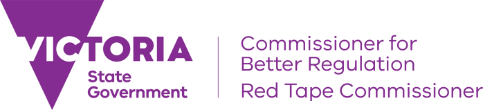 VICTORIA
State
Government
Commissioner for
Better Regulation
Red Tape Commissioner